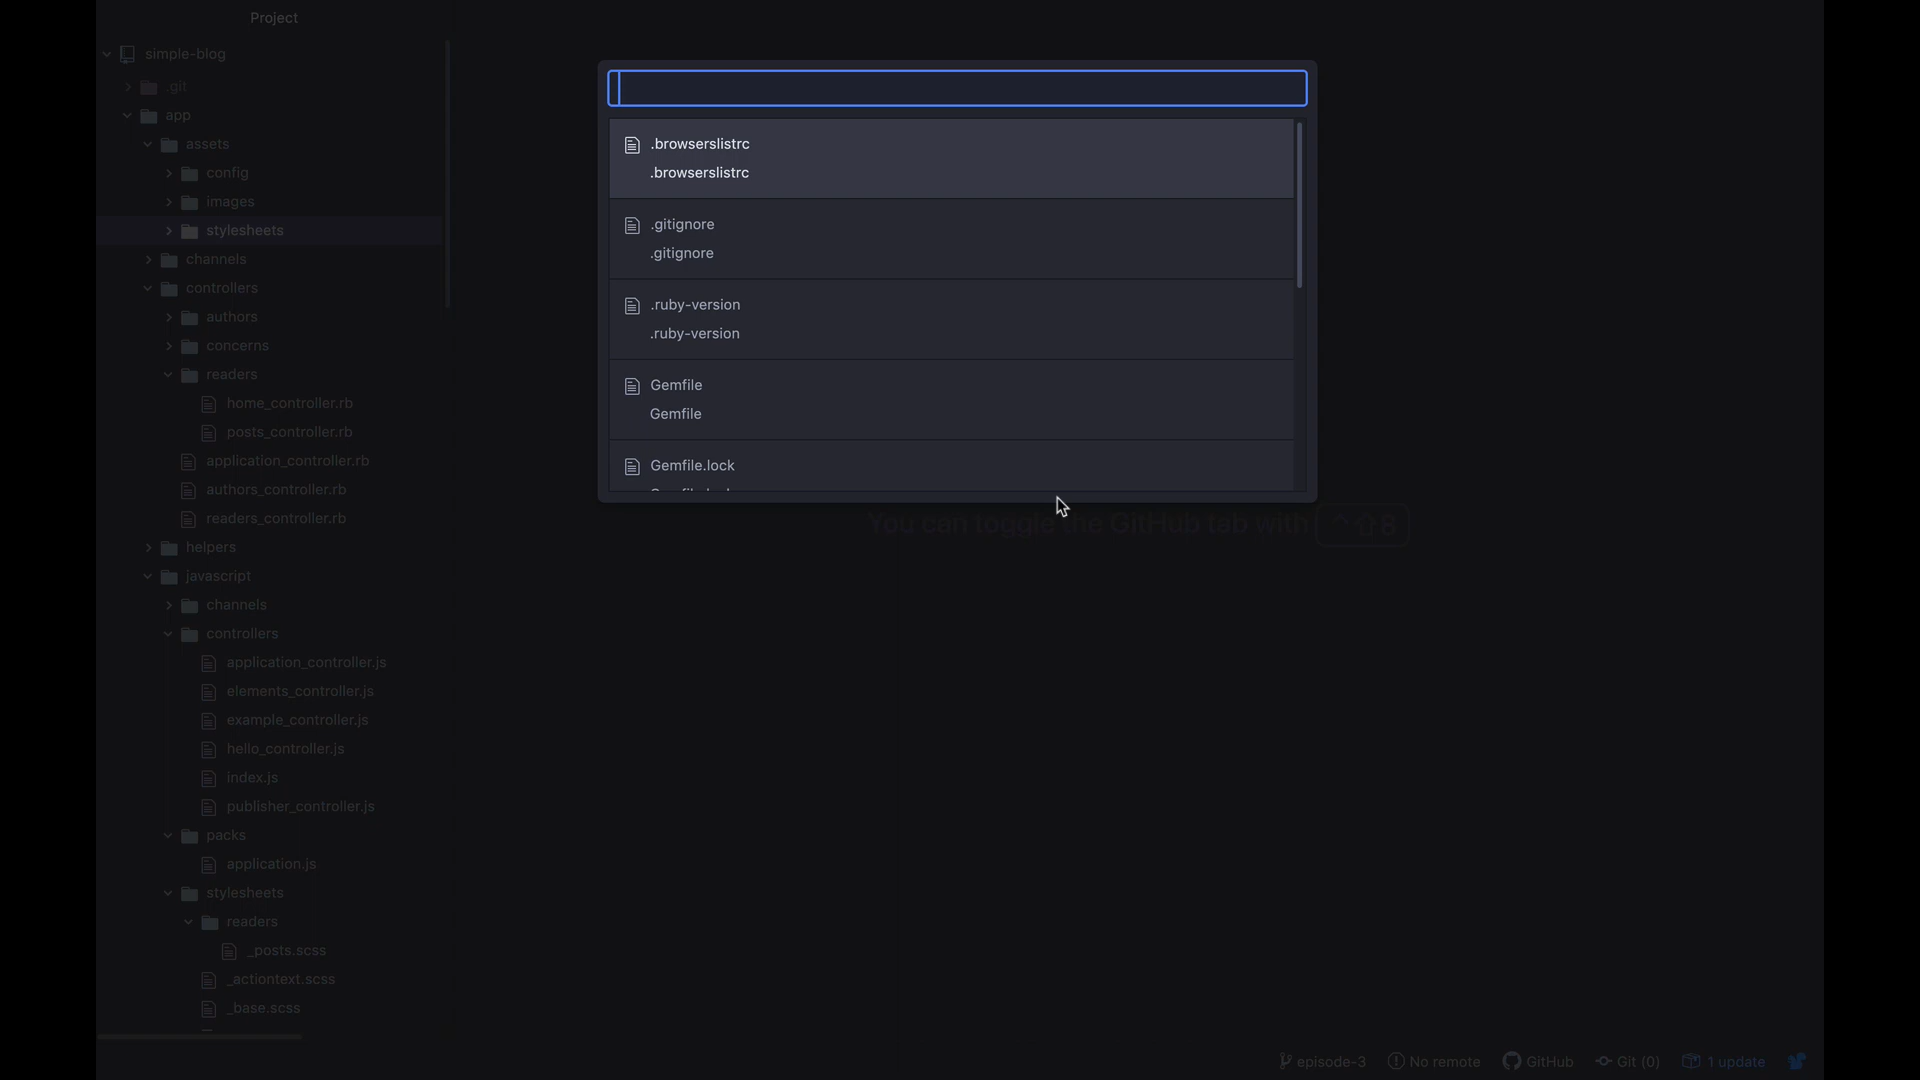 Project
simple-blog
.git
app
assets
config
images
stylesheets
channels
controllers
authors
concerns
readers
home_controller.rb
posts_controller.rb
application_controller.rb
authors_controller.rb
readers_controller.rb
helpers
javascript
channels
controllers
application_controller.js
elements_controller.js
example_controller.js
hello_controller.js
index.js
publisher_controller.js
packs
application.js
stylesheets
readers
_posts.scss
_actiontext.scss
_base.scss
.browserslistrc
.browserslistrc
.gitignore
.gitignore
.ruby-version
.ruby-version
Gemfile
Gemfile
Gemfile.lock
You can toggle the GitHub tab with ⌃⇧8
episode-3 No remote GitHub Git (0) 1 update